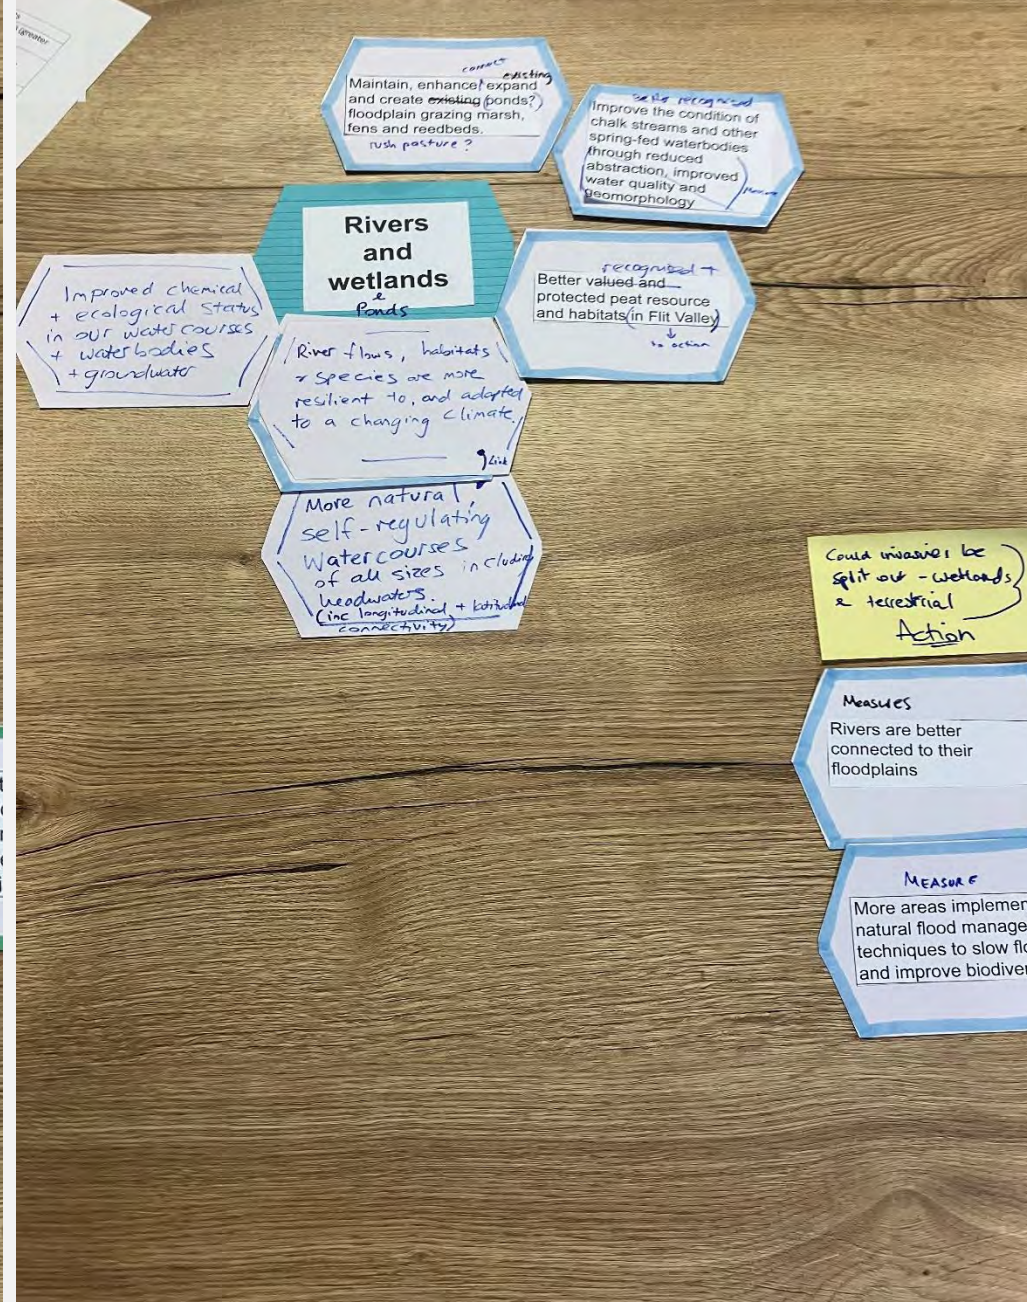 greater
connect
existing
Maintain, enhance, expand
and create existing (ponds?)
floodplain grazing marsh,
fens and reedbeds.
rush pasture?
recognised
Improve the condition of
chalk streams and other
spring-fed waterbodies
through reduced
abstraction, improved
water quality and
geomorphology
Rivers
and
wetlands
&
Ponds
recognised +
Better valued and
protected peat resource
and habitats (in Flit Valley)
to action
Improved chemical
+ ecological status
in our watercourses
+ waterbodies
+ groundwater
River flows, habitats
& species are more
resilient to, and adapted
to a changing climate.
Link
More natural,
self-regulating
watercourses
of all sizes including
headwaters.
(inc longitudinal + latitudinal
connectivity)
Could invasives be
split out - wetlands
& terrestrial
Action
Measures
Rivers are better
connected to their
floodplains
MEASURE
More areas implemen
natural flood manage
techniques to slow flo
and improve biodiver